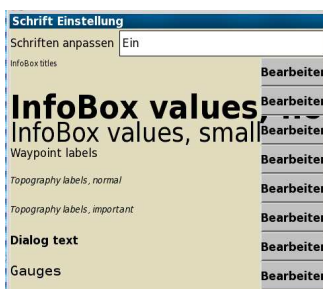 Schrift Einstellung
Schriften anpassen Ein
InfoBox titles
Bearbeiten
InfoBox values,
Bearbeiten
InfoBox values, small
Bearbeiten
Waypoint labels
Bearbeiten
Topography labels, normal
Bearbeiten
Topography labels, important
Bearbeiten
Dialog text
Bearbeiten
Gauges
Bearbeiten